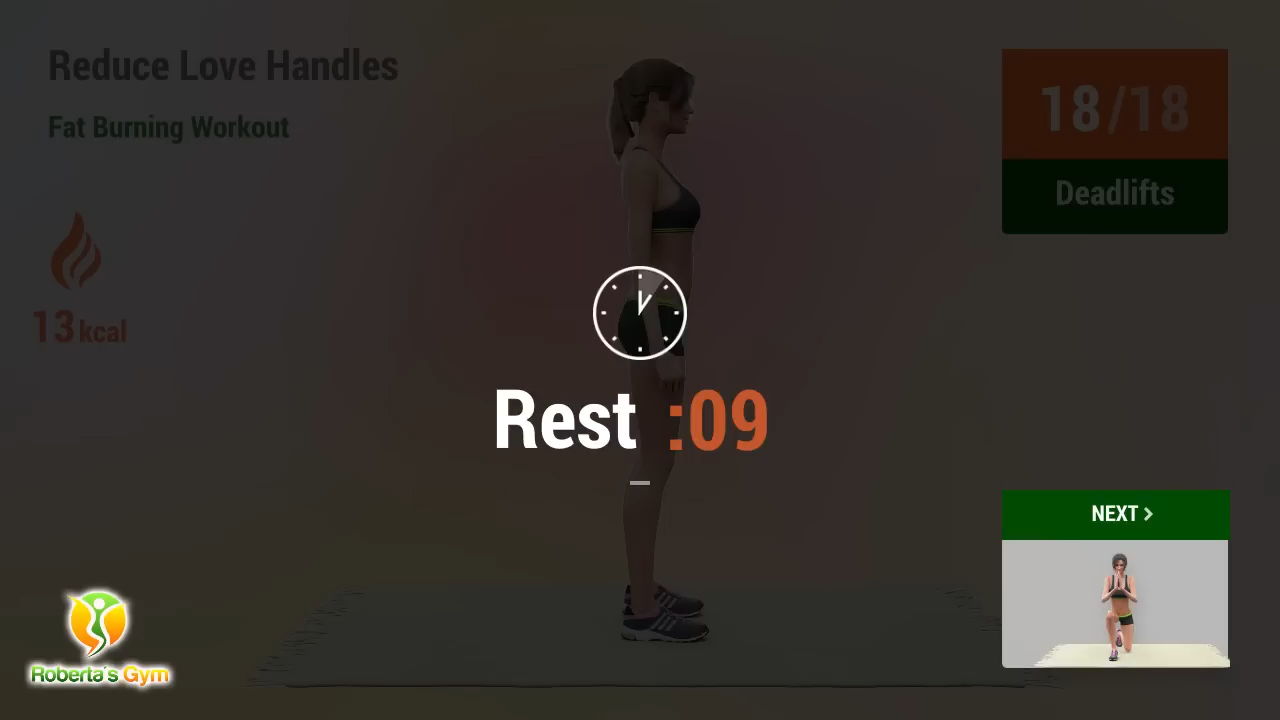 Reduce Love Handles
Fat Burning Workout
18/18
Deadlifts
13 kcal
Rest :09
NEXT >
Roberta's Gym